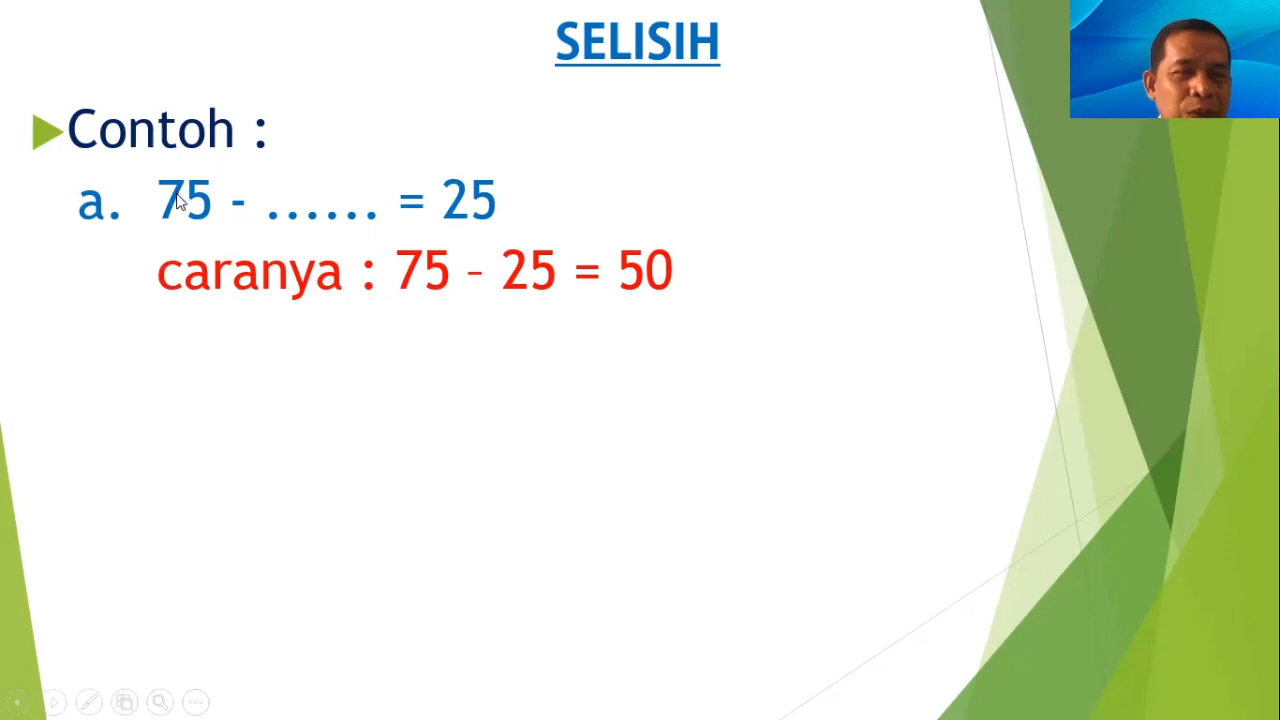 SELISIH
Contoh :
a. 75 - ...... = 25
caranya : 75 – 25 = 50